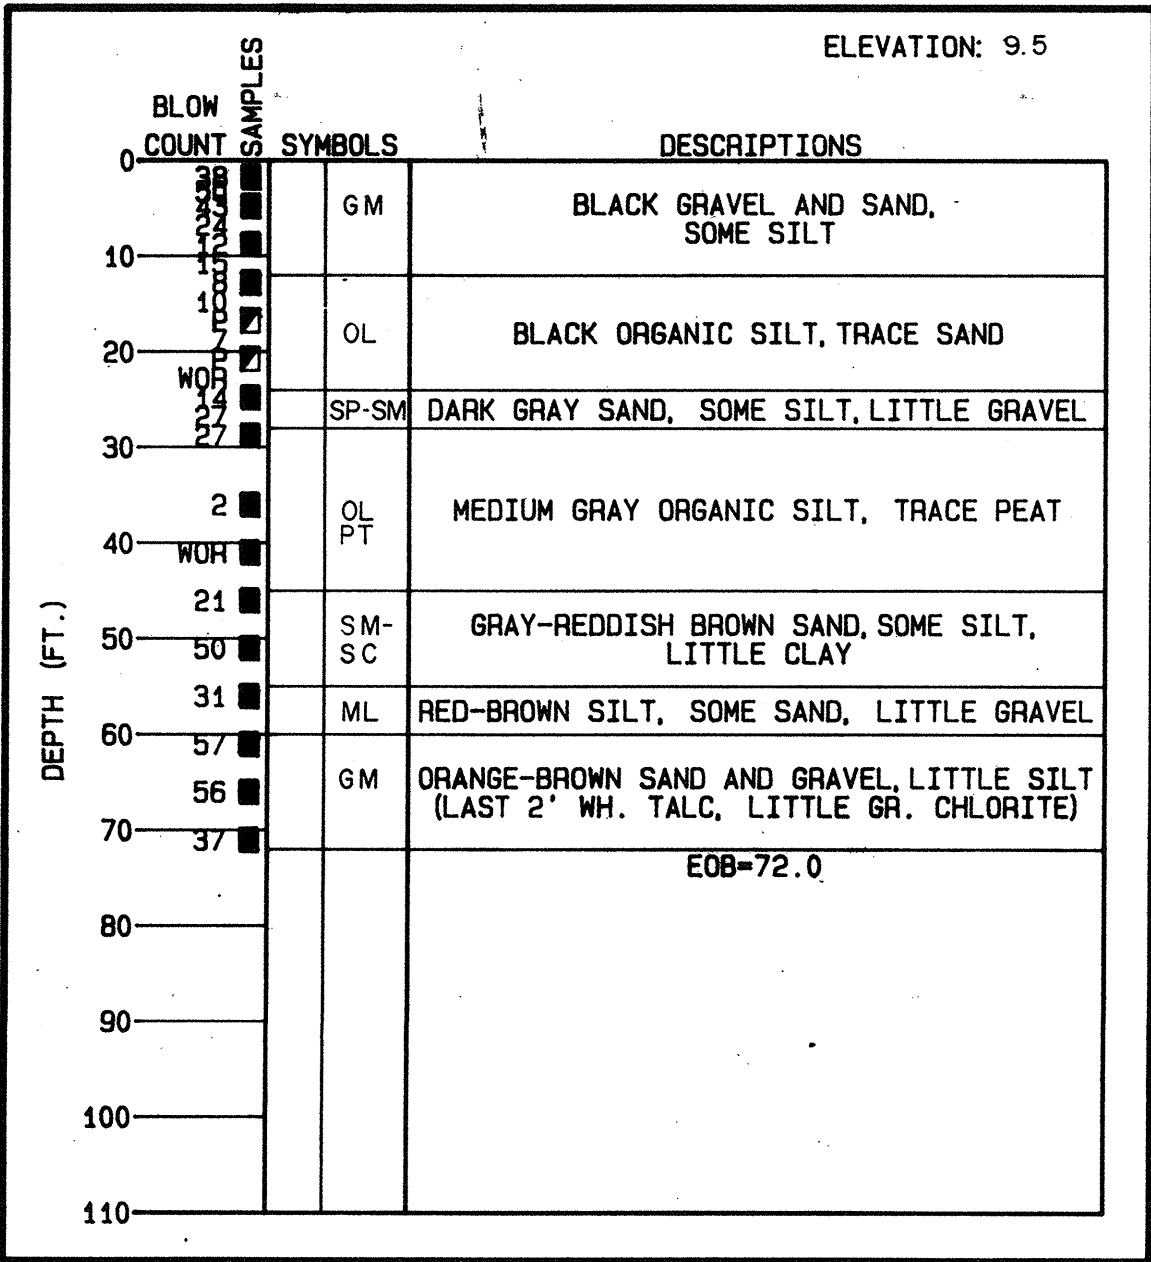 ELEVATION: 9.5
SAMPLES
BLOW
COUNT
SYMBOLS
DESCRIPTIONS
0
GM
BLACK GRAVEL AND SAND,
SOME SILT
24
12
10
15
8
10
P
7
OL
BLACK ORGANIC SILT, TRACE SAND
20
P
WOR
14
27
SP-SM
DARK GRAY SAND, SOME SILT, LITTLE GRAVEL
27
30
2
OL
PT
MEDIUM GRAY ORGANIC SILT, TRACE PEAT
40
WOR
21
50
50
SM-
SC
GRAY-REDDISH BROWN SAND, SOME SILT,
LITTLE CLAY
31
ML
RED-BROWN SILT, SOME SAND, LITTLE GRAVEL
60
57
56
GM
ORANGE-BROWN SAND AND GRAVEL, LITTLE SILT
(LAST 2' WH. TALC, LITTLE GR. CHLORITE)
70
37
EOB=72.0
80
90
100
110
DEPTH (FT.)